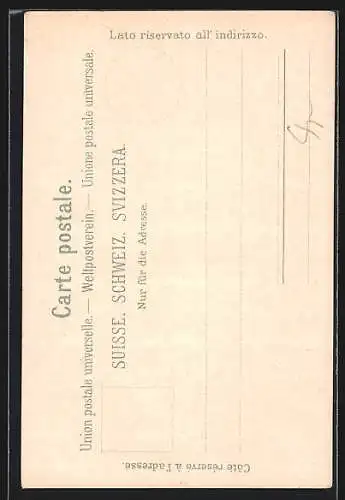 Carte postale.
Union postale universelle. — Weltpostverein. — Unione postale universale.
SUISSE. SCHWEIZ. SVIZZERA.
Nur für die Adresse.
Côté réservé à l'adresse.
Lato riservato all' indirizzo.